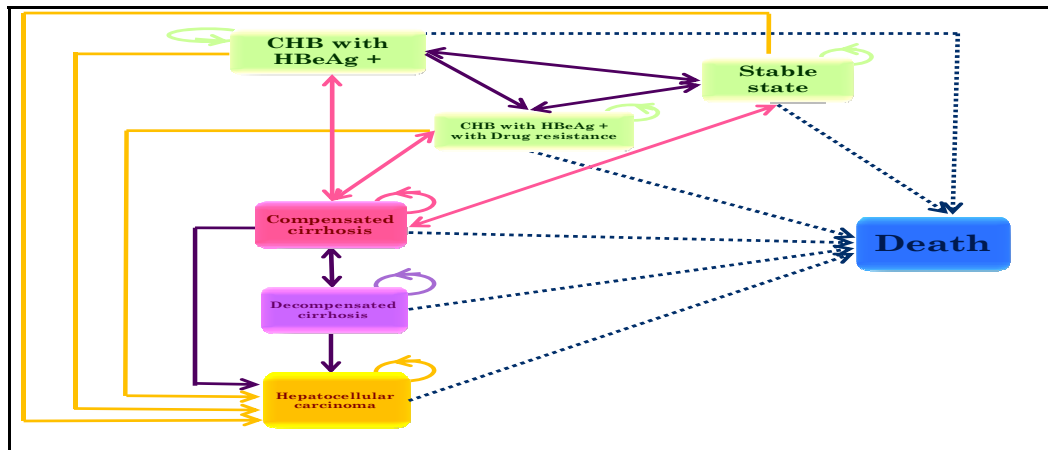 CHB with
HBeAg +
Stable
state
CHB with HBeAg +
with Drug resistance
Compensated
cirrhosis
Death
Decompensated
cirrhosis
Hepatocellular
carcinoma